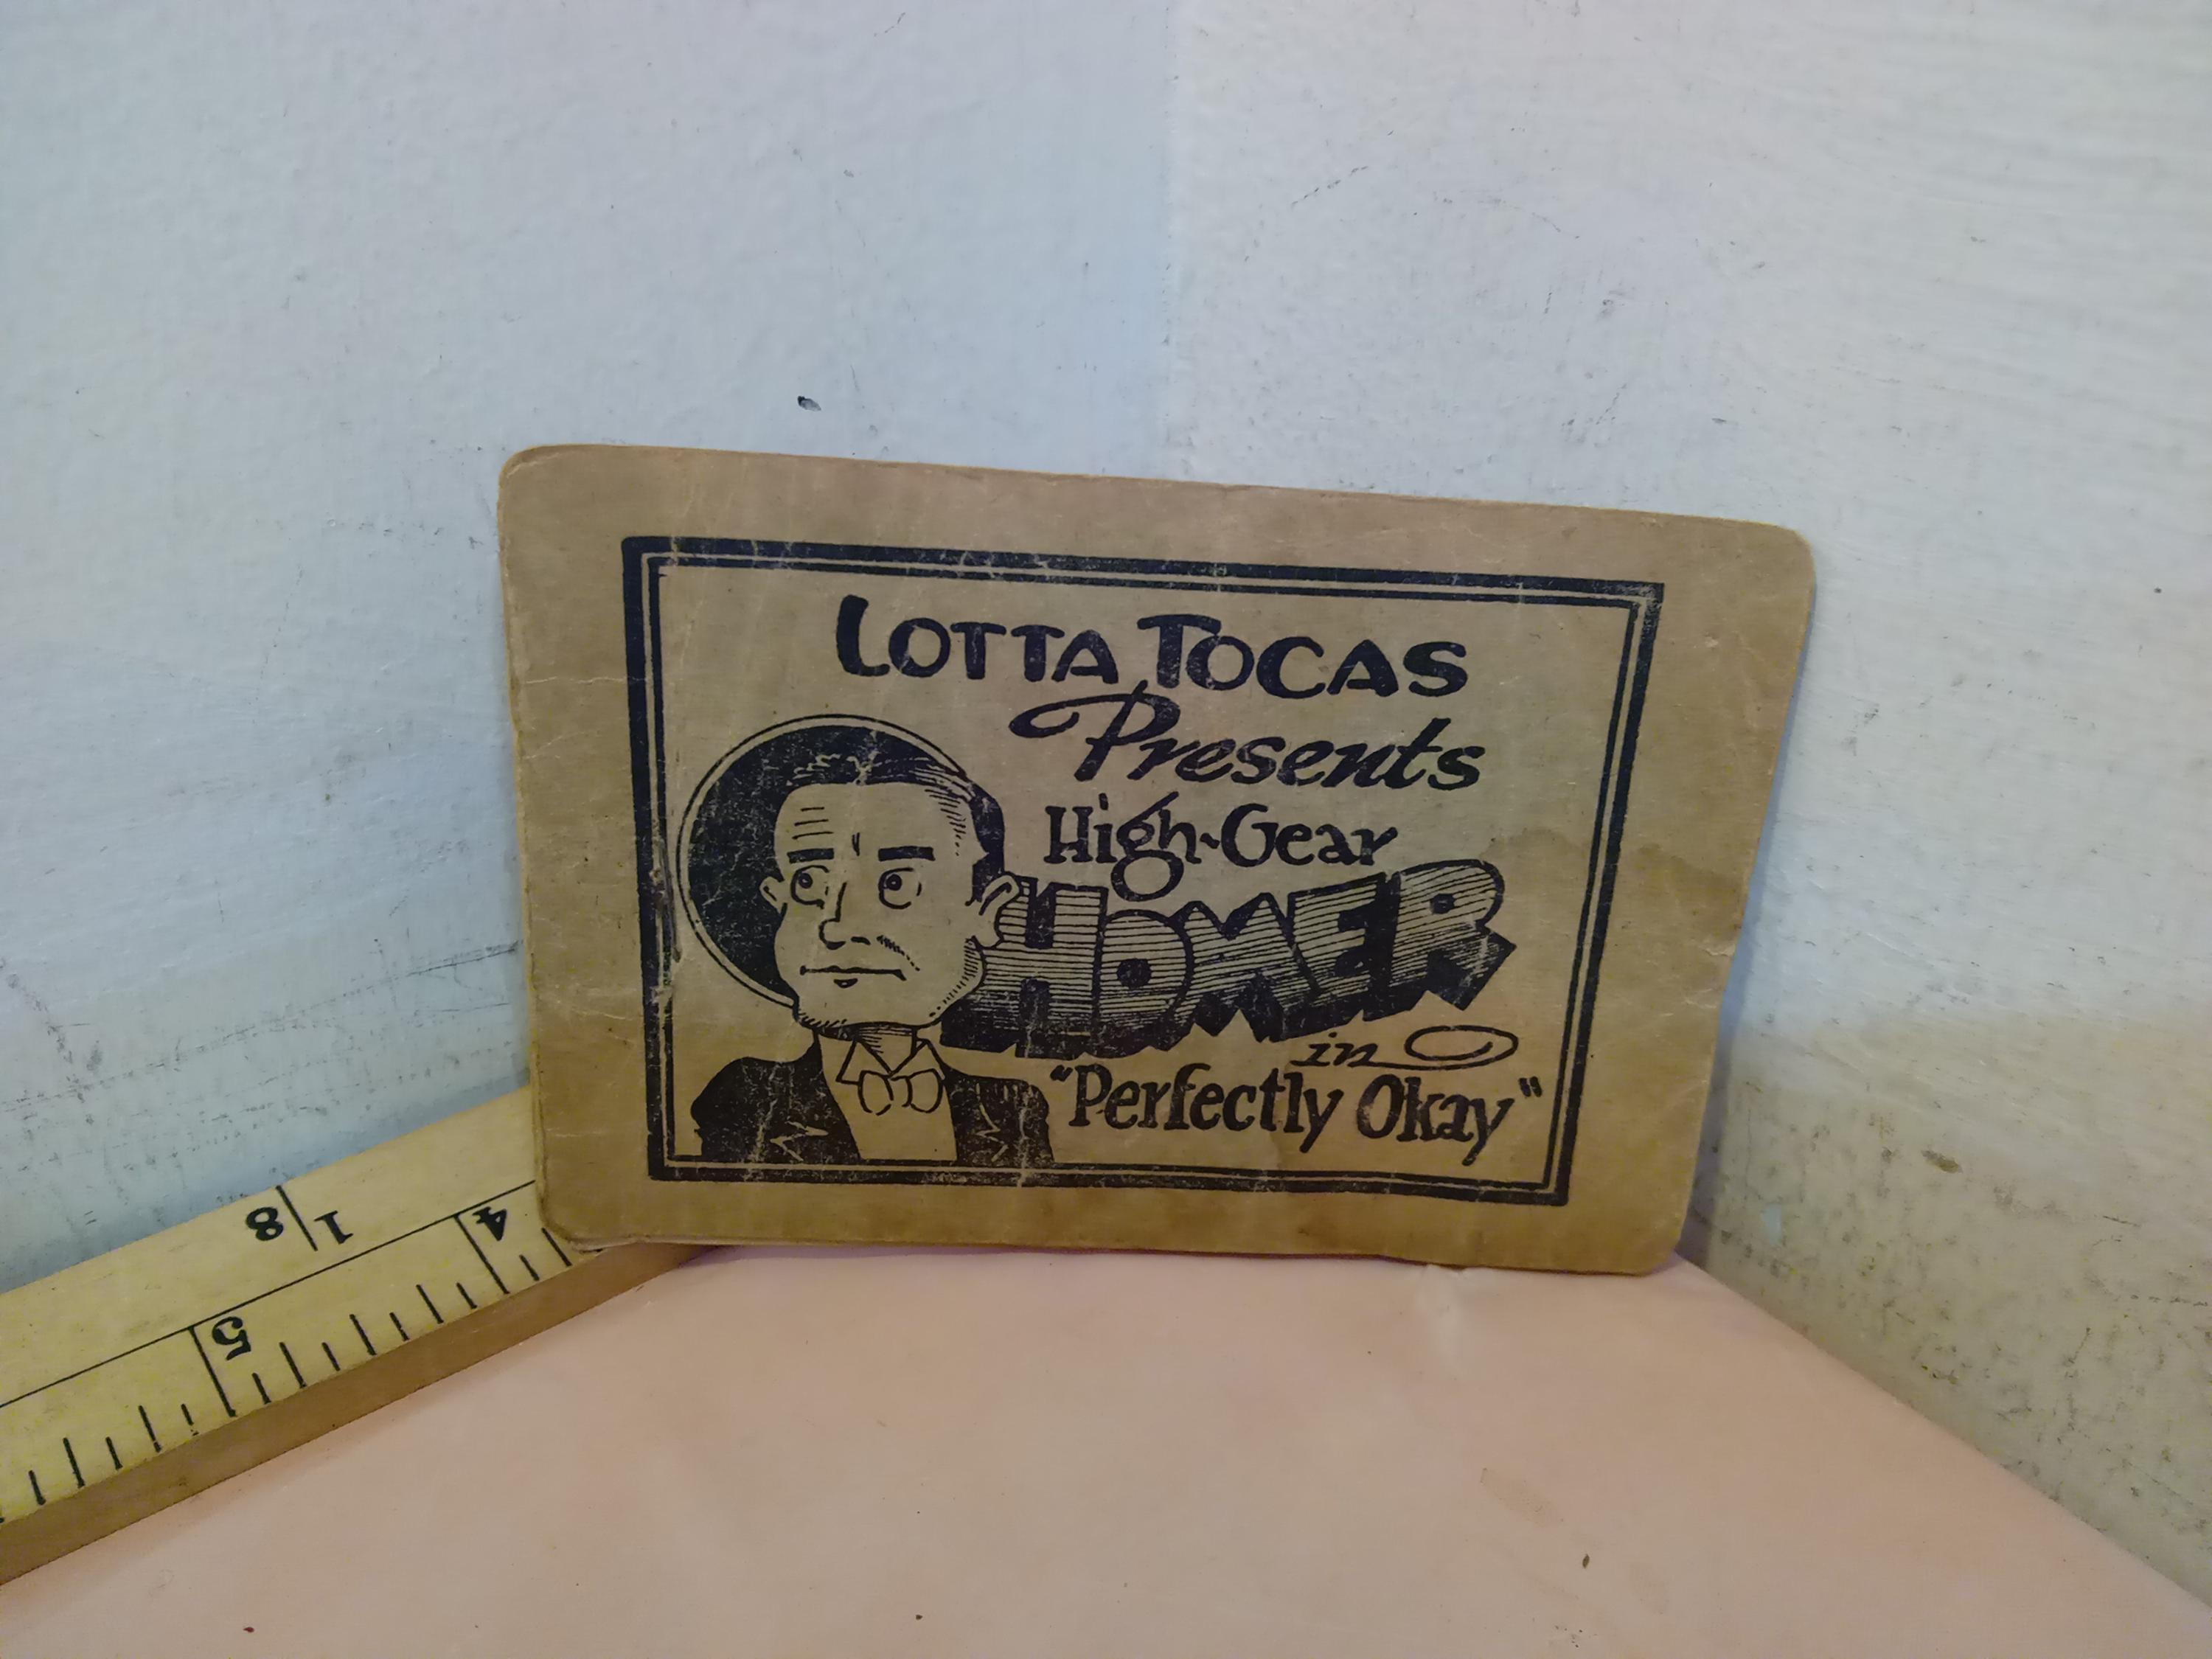 LOTTA TOCAS
Presents
High-Gear
HOMER
in
"Perfectly Okay"
8 1 4
5